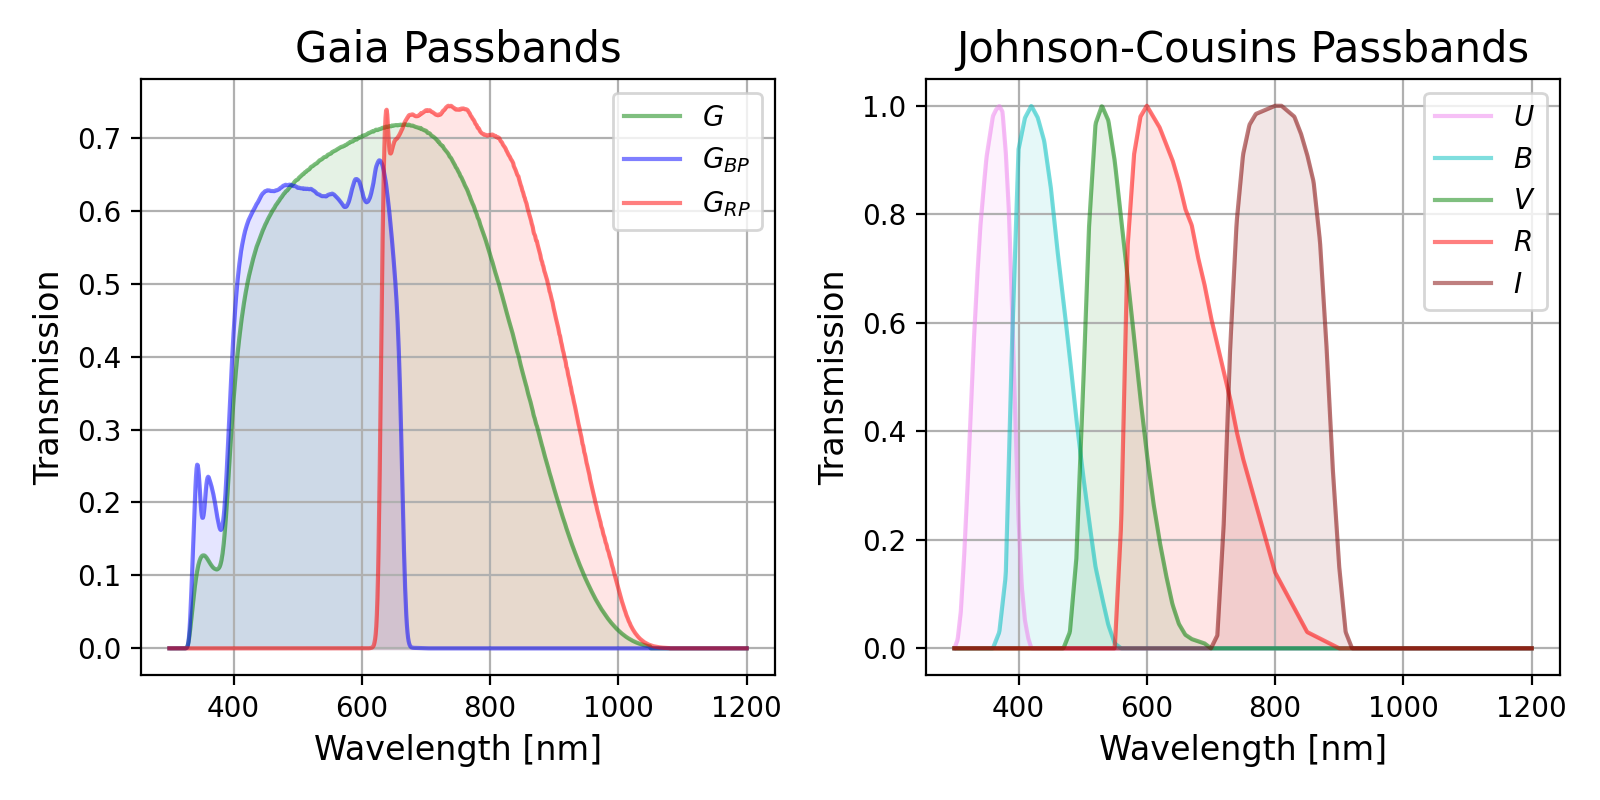 Gaia Passbands
Transmission
0.7
0.6
0.5
0.4
0.3
0.2
0.1
0.0
400 600 800 1000 1200
Wavelength [nm]
G
G_BP
G_RP
Johnson-Cousins Passbands
Transmission
1.0
0.8
0.6
0.4
0.2
0.0
400 600 800 1000 1200
Wavelength [nm]
U
B
V
R
I